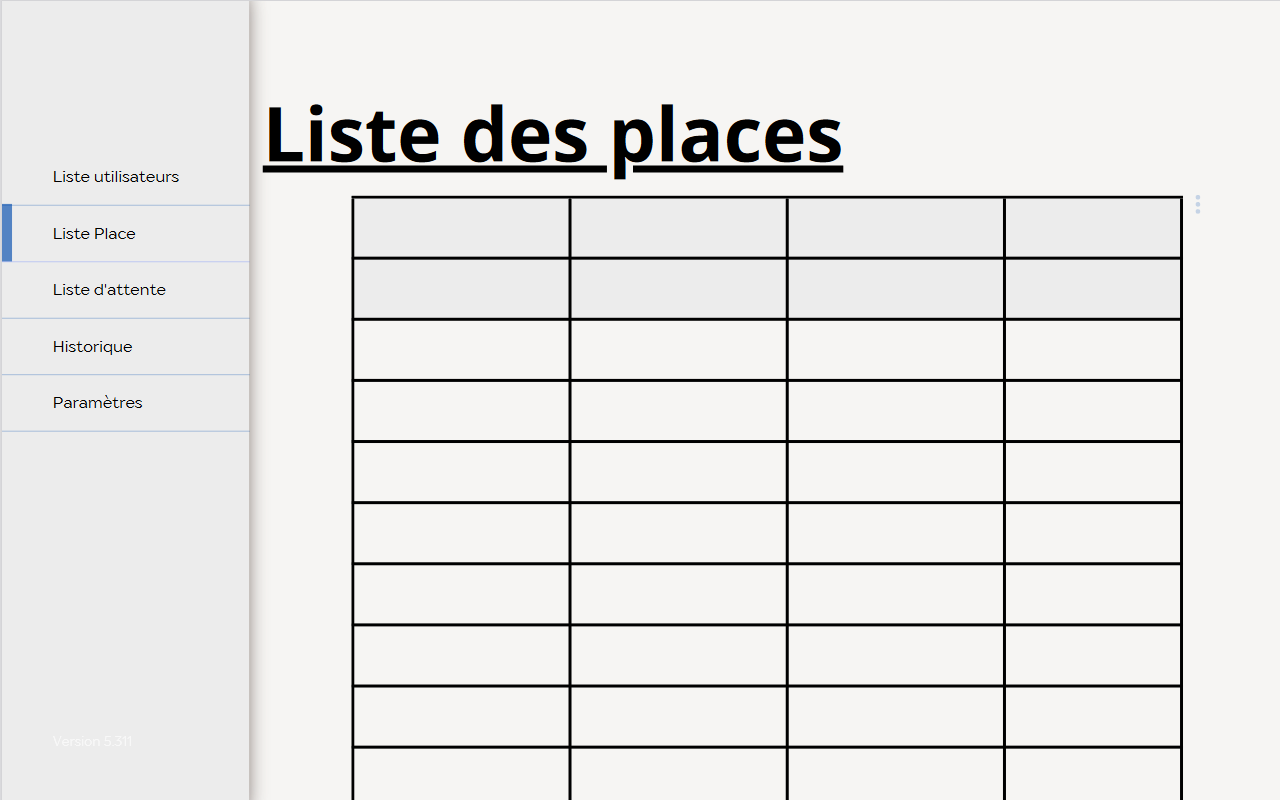 Liste des places
Liste utilisateurs
Liste Place
Liste d'attente
Historique
Paramètres
Version 5.311